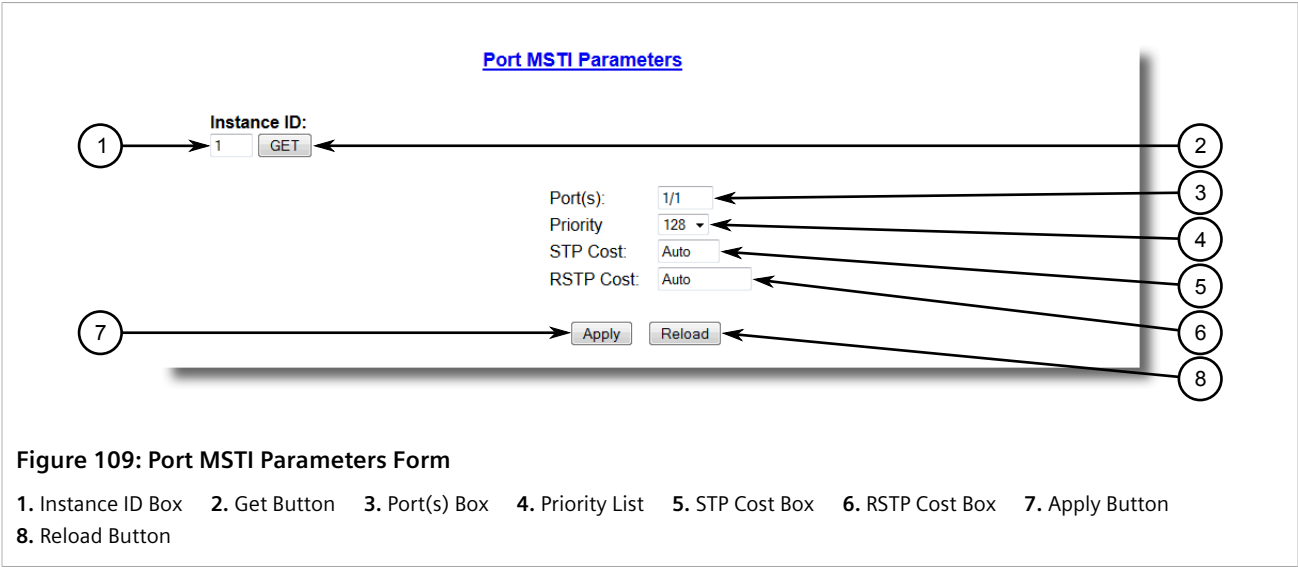 Port MSTI Parameters
Instance ID:
1 1 GET 2
Port(s): 1/1 3
Priority 128 4
STP Cost: Auto 5
RSTP Cost: Auto 6
7 Apply Reload
8
Figure 109: Port MSTI Parameters Form
1. Instance ID Box 2. Get Button 3. Port(s) Box 4. Priority List 5. STP Cost Box 6. RSTP Cost Box 7. Apply Button
8. Reload Button